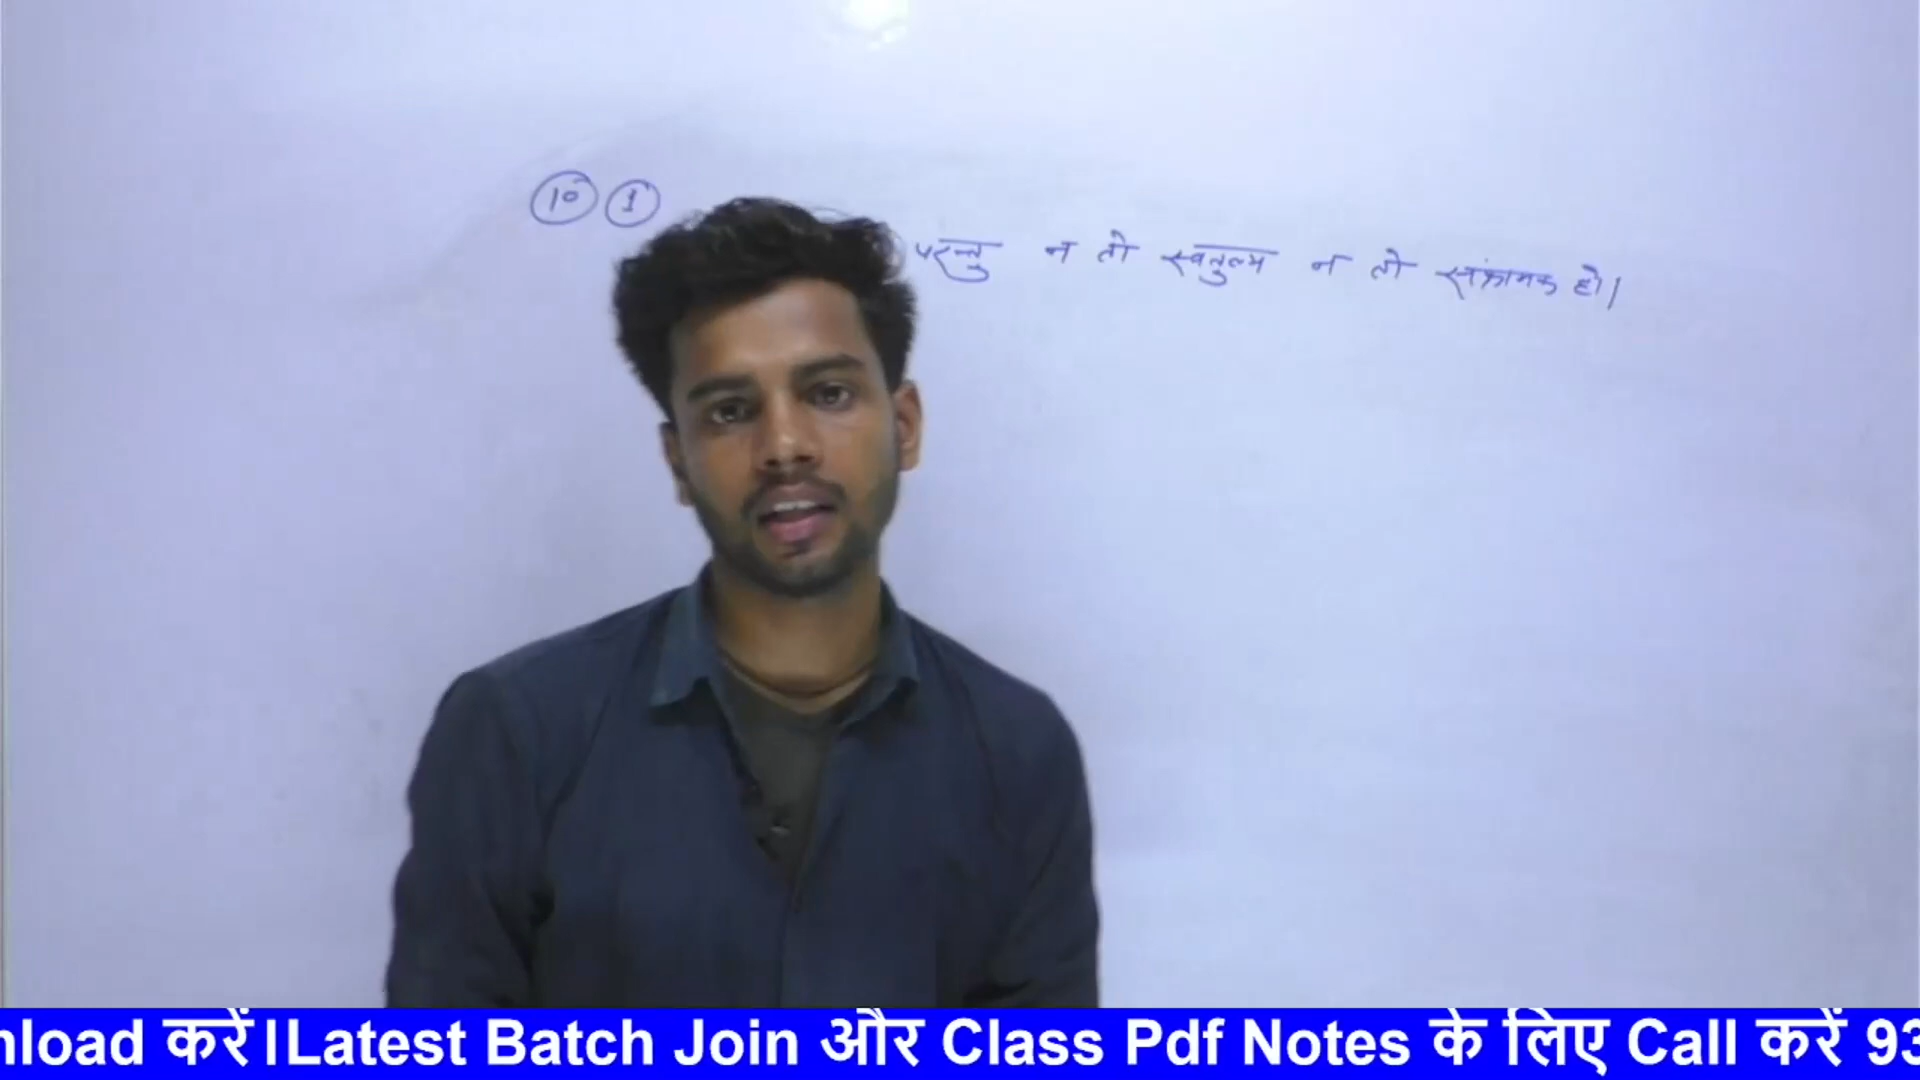 10 1
परन्तु न तो स्वतुल्य न तो संक्रामक हो।
nload करें।Latest Batch Join और Class Pdf Notes के लिए Call करें 93